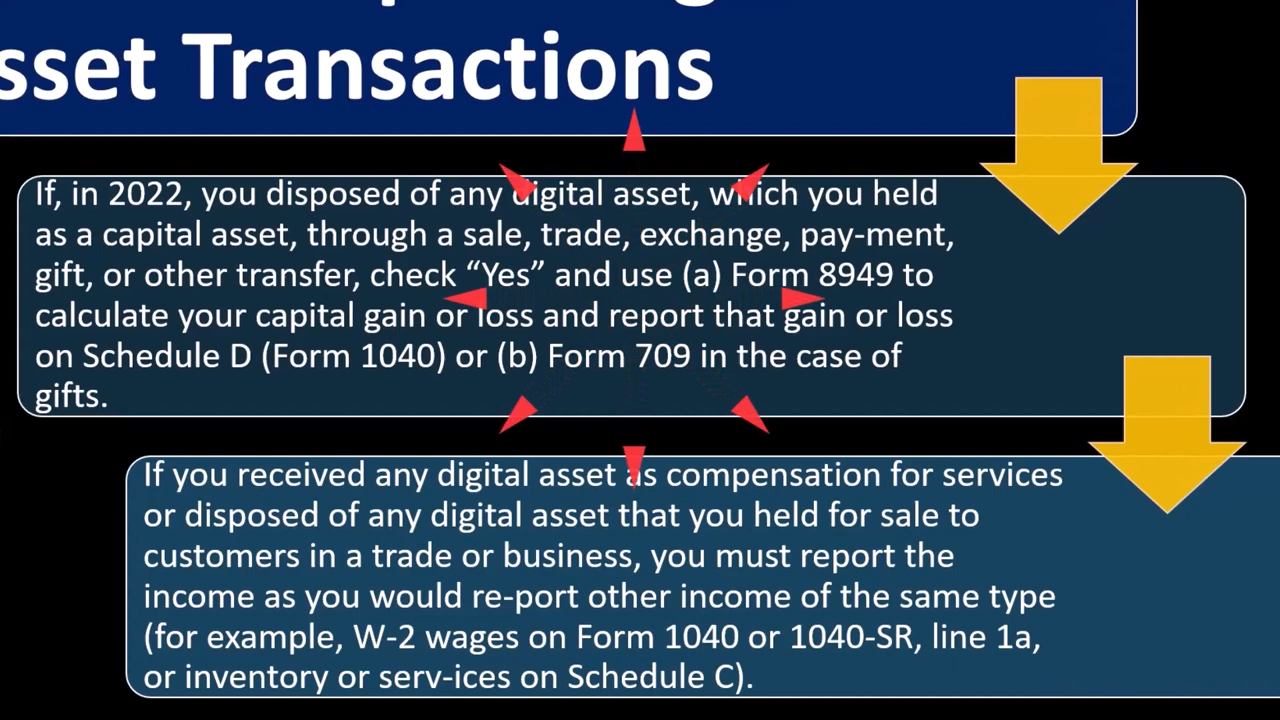 sset Transactions
If, in 2022, you disposed of any digital asset, which you held
as a capital asset, through a sale, trade, exchange, pay-ment,
gift, or other transfer, check “Yes” and use (a) Form 8949 to
calculate your capital gain or loss and report that gain or loss
on Schedule D (Form 1040) or (b) Form 709 in the case of
gifts.
If you received any digital asset as compensation for services
or disposed of any digital asset that you held for sale to
customers in a trade or business, you must report the
income as you would re-port other income of the same type
(for example, W-2 wages on Form 1040 or 1040-SR, line 1a,
or inventory or serv-ices on Schedule C).